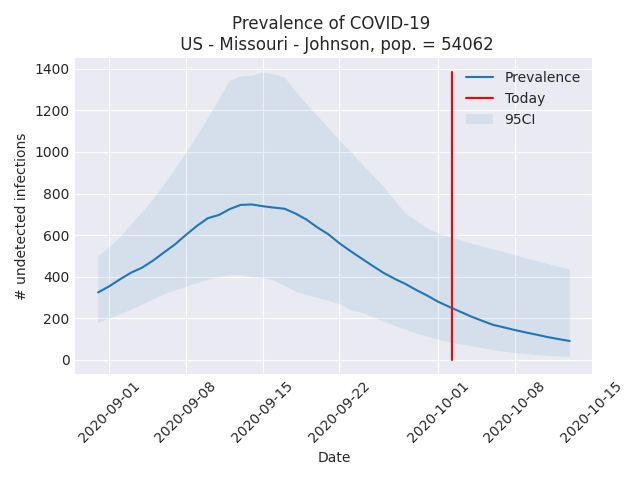 Prevalence of COVID-19
US - Missouri - Johnson, pop. = 54062
# undetected infections
1400
1200
1000
800
600
400
200
0
Prevalence
Today
95CI
2020-09-01
2020-09-08
2020-09-15
2020-09-22
2020-10-01
2020-10-08
2020-10-15
Date